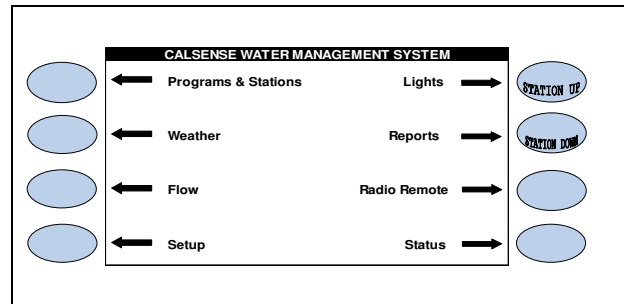 CALSENSE WATER MANAGEMENT SYSTEM
Programs & Stations Lights STATION UP
Weather Reports STATION DOWN
Flow Radio Remote
Setup Status